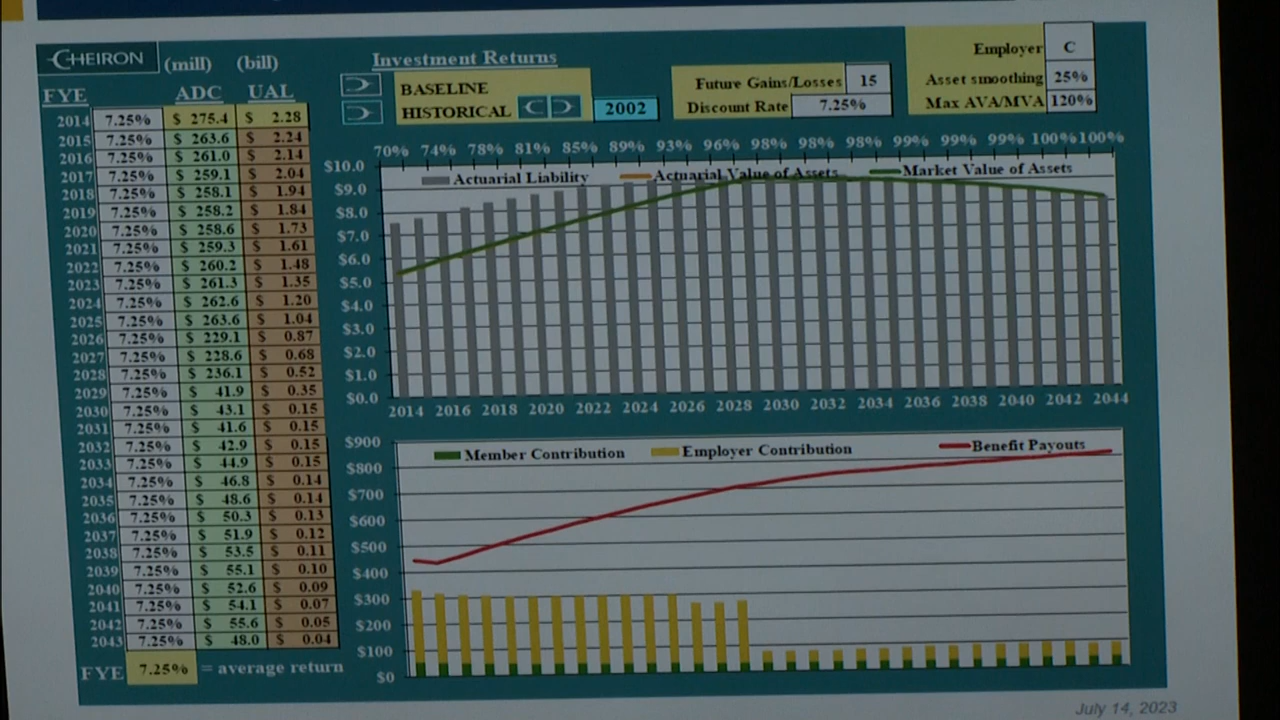 CHEIRON
(mill) (bill)
FYE ADC UAL
2014 7.25% $ 275.4 $ 2.28
2015 7.25% $ 263.6 $ 2.24
2016 7.25% $ 261.0 $ 2.14
2017 7.25% $ 259.1 $ 2.04
2018 7.25% $ 258.1 $ 1.94
2019 7.25% $ 258.2 $ 1.84
2020 7.25% $ 258.6 $ 1.73
2021 7.25% $ 259.3 $ 1.61
2022 7.25% $ 260.2 $ 1.48
2023 7.25% $ 261.3 $ 1.35
2024 7.25% $ 262.6 $ 1.20
2025 7.25% $ 263.6 $ 1.04
2026 7.25% $ 229.1 $ 0.87
2027 7.25% $ 228.6 $ 0.68
2028 7.25% $ 236.1 $ 0.52
2029 7.25% $ 41.9 $ 0.35
2030 7.25% $ 43.1 $ 0.15
2031 7.25% $ 41.6 $ 0.15
2032 7.25% $ 42.9 $ 0.15
2033 7.25% $ 44.9 $ 0.15
2034 7.25% $ 46.8 $ 0.14
2035 7.25% $ 48.6 $ 0.14
2036 7.25% $ 50.3 $ 0.13
2037 7.25% $ 51.9 $ 0.12
2038 7.25% $ 53.5 $ 0.11
2039 7.25% $ 55.1 $ 0.10
2040 7.25% $ 52.6 $ 0.09
2041 7.25% $ 54.1 $ 0.07
2042 7.25% $ 55.6 $ 0.05
2043 7.25% $ 48.0 $ 0.04
FYE 7.25% = average return
Investment Returns
BASELINE
HISTORICAL 2002
Future Gains/Losses 15
Discount Rate 7.25%
Employer C
Asset smoothing 25%
Max AVA/MVA 120%
70% 74% 78% 81% 85% 89% 93% 96% 98% 98% 98% 99% 99% 99% 100% 100%
Actuarial Liability Actuarial Value of Assets Market Value of Assets
$10.0
$9.0
$8.0
$7.0
$6.0
$5.0
$4.0
$3.0
$2.0
$1.0
$0.0
2014 2016 2018 2020 2022 2024 2026 2028 2030 2032 2034 2036 2038 2040 2042 2044
Member Contribution Employer Contribution Benefit Payouts
$900
$800
$700
$600
$500
$400
$300
$200
$100
$0
July 14, 2023